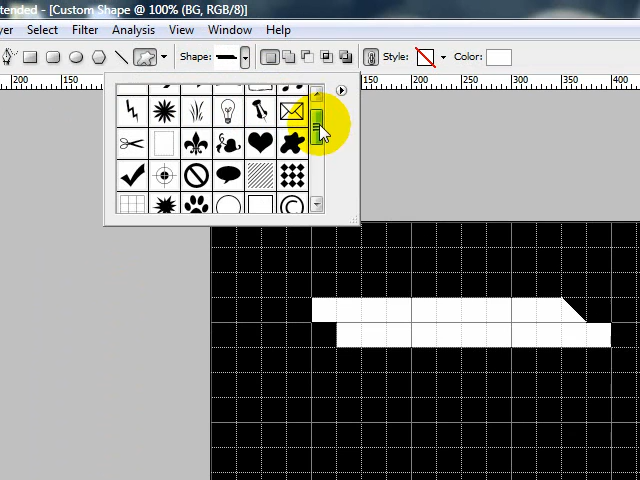 tended - [Custom Shape @ 100% (BG, RGB/8)]
yer Select Filter Analysis View Window Help
Shape: Style: Color:
200 150 150 200 250 300 350 400